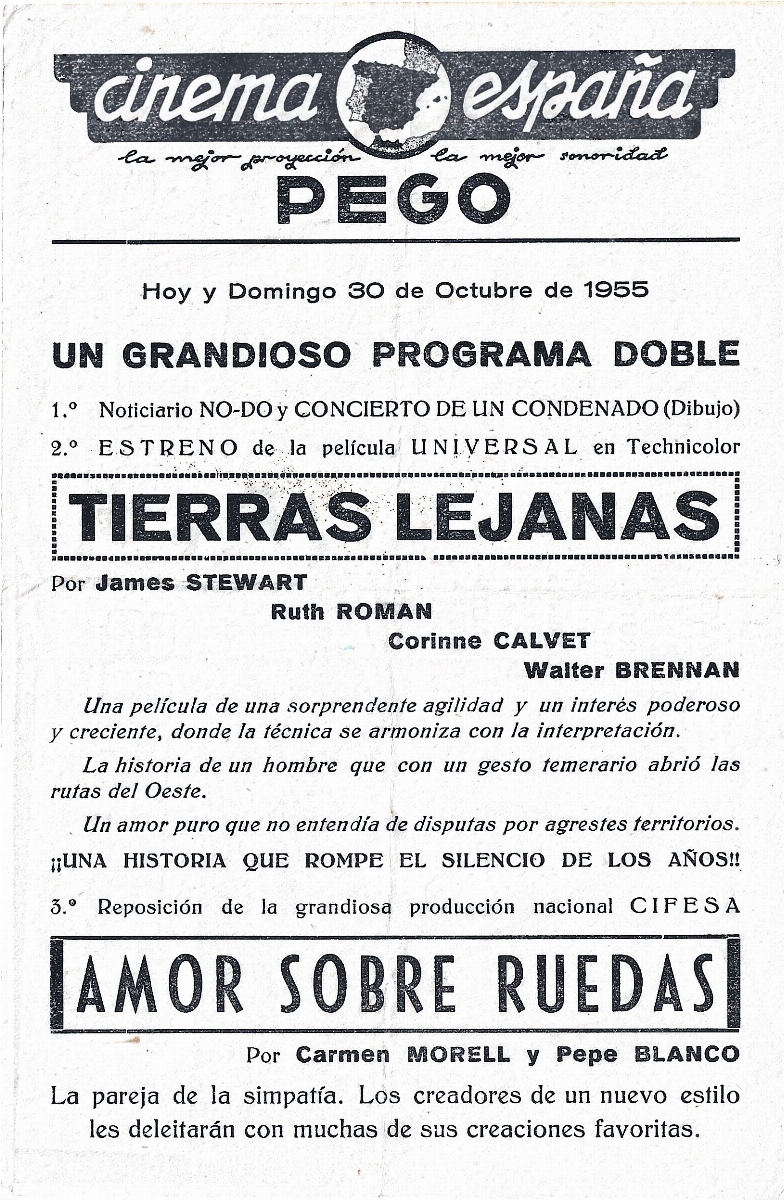 cinema españa
la mejor proyección la mejor sonoridad
PEGO
Hoy y Domingo 30 de Octubre de 1955
UN GRANDIOSO PROGRAMA DOBLE
1.º Noticiario NO-DO y CONCIERTO DE UN CONDENADO (Dibujo)
2.º ESTRENO de la película UNIVERSAL en Technicolor
TIERRAS LEJANAS
Por James STEWART
Ruth ROMAN
Corinne CALVET
Walter BRENNAN
Una película de una sorprendente agilidad y un interés poderoso
y creciente, donde la técnica se armoniza con la interpretación.
La historia de un hombre que con un gesto temerario abrió las
rutas del Oeste.
Un amor puro que no entendía de disputas por agrestes territorios.
¡¡UNA HISTORIA QUE ROMPE EL SILENCIO DE LOS AÑOS!!
3.º Reposición de la grandiosa producción nacional CIFESA
AMOR SOBRE RUEDAS
Por Carmen MORELL y Pepe BLANCO
La pareja de la simpatía. Los creadores de un nuevo estilo
les deleitarán con muchas de sus creaciones favoritas.